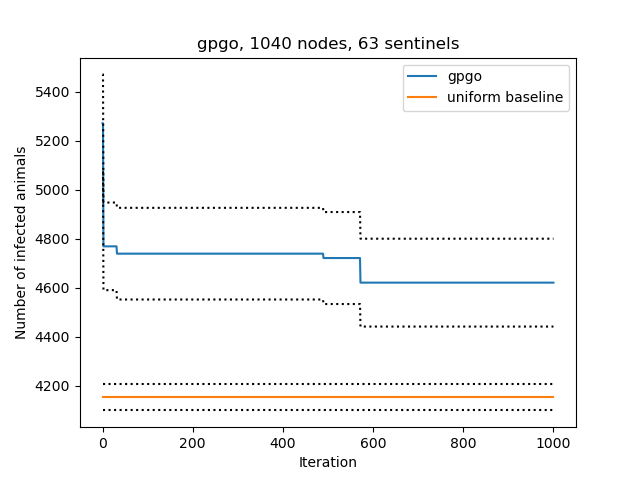 gpgo, 1040 nodes, 63 sentinels
gpgo
uniform baseline
Number of infected animals
5400
5200
5000
4800
4600
4400
4200
0 200 400 600 800 1000
Iteration